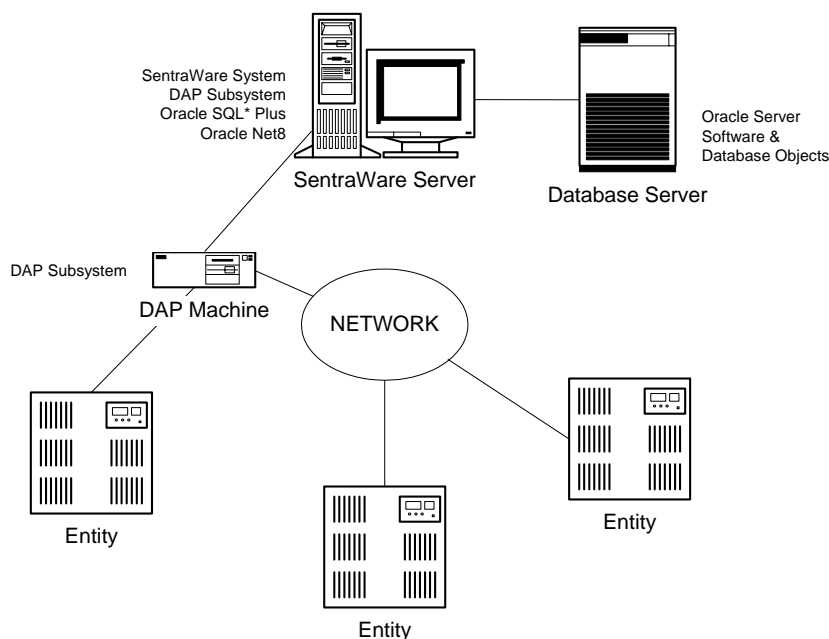 SentraWare System
DAP Subsystem
Oracle SQL* Plus
Oracle Net8
SentraWare Server
Oracle Server
Software &
Database Objects
Database Server
DAP Subsystem
DAP Machine
NETWORK
Entity
Entity
Entity